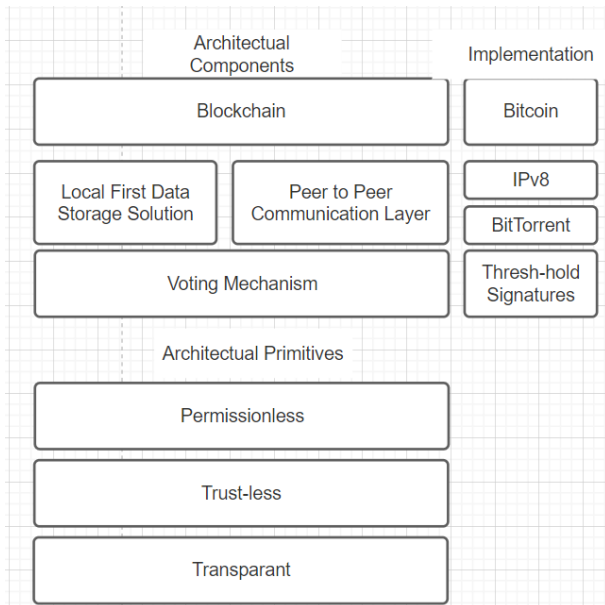 Architectual
Components
Implementation
Blockchain
Bitcoin
Local First Data
Storage Solution
Peer to Peer
Communication Layer
IPv8
BitTorrent
Voting Mechanism
Thresh-hold
Signatures
Architectual Primitives
Permissionless
Trust-less
Transparant